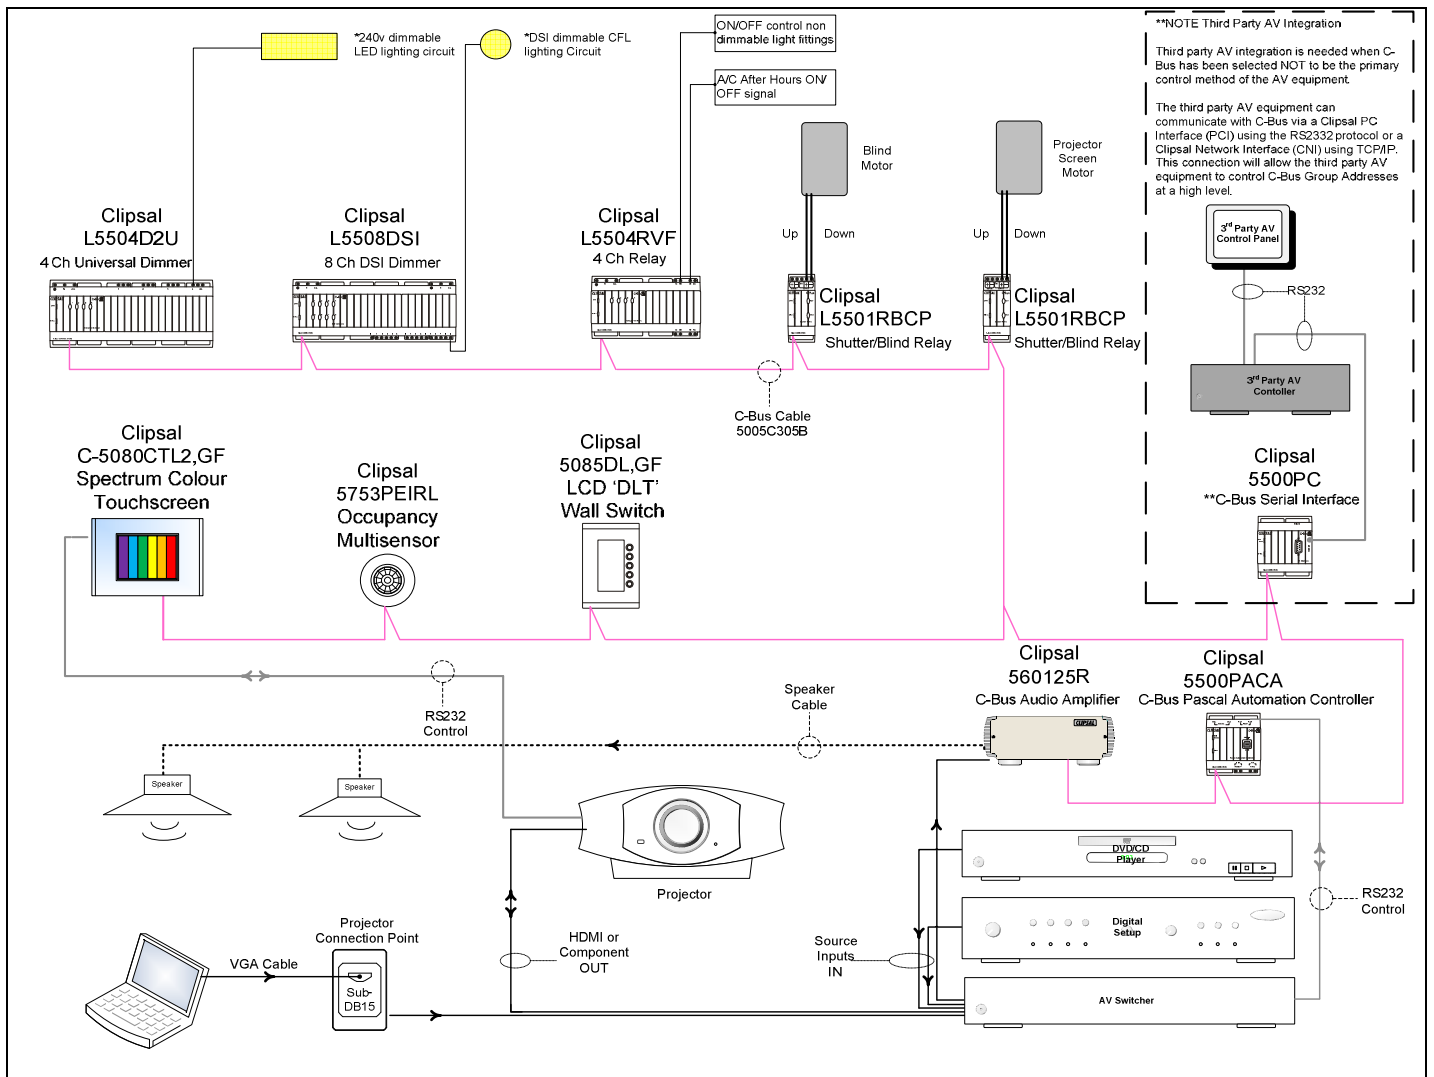 *240v dimmable
LED lighting circuit
*DSI dimmable CFL
lighting Circuit
ON/OFF control non
dimmable light fittings
A/C After Hours ON/
OFF signal
**NOTE Third Party AV Integration
Third party AV integration is needed when C-
Bus has been selected NOT to be the primary
control method of the AV equipment.
The third party AV equipment can
communicate with C-Bus via a Clipsal PC
Interface (PCI) using the RS2332 protocol or a
Clipsal Network Interface (CNI) using TCP/IP.
This connection will allow the third party AV
equipment to control C-Bus Group Addresses
at a high level.
Blind
Motor
Projector
Screen
Motor
Up
Down
Up
Down
Clipsal
L5504D2U
4 Ch Universal Dimmer
Clipsal
L5508DSI
8 Ch DSI Dimmer
Clipsal
L5504RVF
4 Ch Relay
Clipsal
L5501RBCP
Shutter/Blind Relay
Clipsal
L5501RBCP
Shutter/Blind Relay
3rd Party AV
Control Panel
RS232
3rd Party AV
Contoller
C-Bus Cable
5005C305B
Clipsal
C-5080CTL2,GF
Spectrum Colour
Touchscreen
Clipsal
5753PEIRL
Occupancy
Multisensor
Clipsal
5085DL,GF
LCD ‘DLT’
Wall Switch
Clipsal
5500PC
**C-Bus Serial Interface
RS232
Control
Speaker
Cable
Clipsal
560125R
C-Bus Audio Amplifier
CLIPSAL
Clipsal
5500PACA
C-Bus Pascal Automation Controller
Speaker
Speaker
Projector
DVD/CD
Player
Digital
Setup
AV Switcher
RS232
Control
Projector
Connection Point
VGA Cable
Sub-
DB15
HDMI or
Component
OUT
Source
Inputs
IN